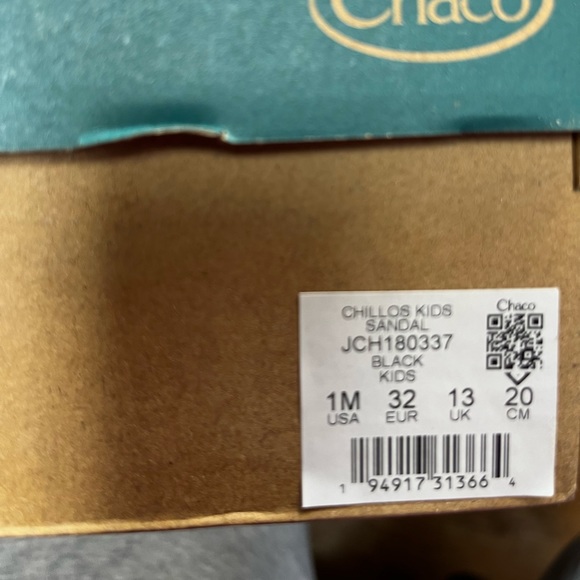 Chaco
Chaco
CHILLOS KIDS
SANDAL
JCH180337
BLACK
KIDS
1M 32 13 20
USA EUR UK CM
1 94917 31366 4